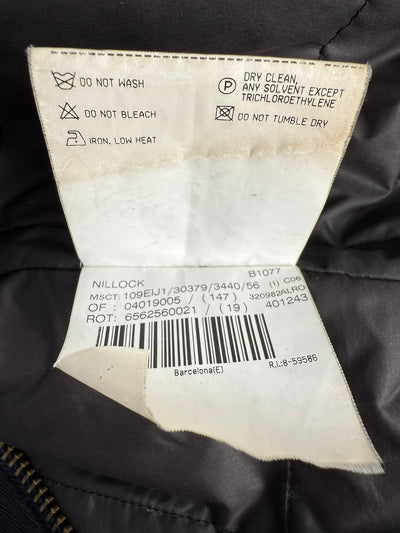 DO NOT WASH
DO NOT BLEACH
IRON, LOW HEAT
P
DRY CLEAN,
ANY SOLVENT EXCEPT
TRICHLOROETHYLENE
DO NOT TUMBLE DRY
NILLOCK B1077
MSCT: 109EIJ1/30379/3440/56 (1) C06
OF : 04019005 / (147) 320982ALRO
ROT: 6562560021 / (19) 401243
Barcelona(E) R.I.:8-59586